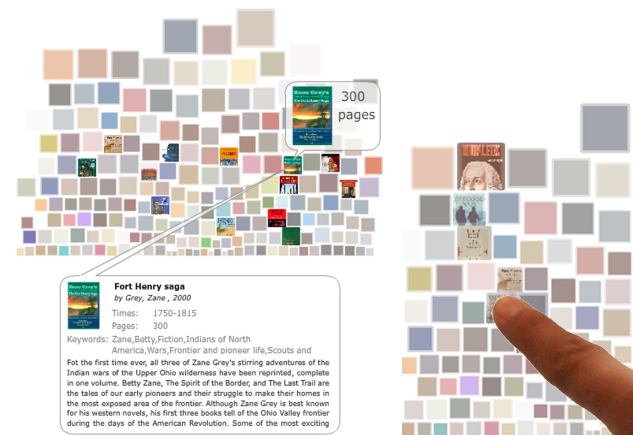 Zane Grey's
300
pages
Zane Grey's
Fort Henry saga
by Grey, Zane , 2000
Times: 1750-1815
Pages: 300
Keywords: Zane,Betty,Fiction,Indians of North
America,Wars,Frontier and pioneer life,Scouts and
Fot the first time ever, all three of Zane Grey's stirring adventures of the
Indian wars of the Upper Ohio wilderness have been reprinted, complete
in one volume. Betty Zane, The Spirit of the Border, and The Last Trail are
the tales of our early pioneers and their struggle to make their homes in
the most exposed area of the frontier. Although Zane Grey is best known
for his western novels, his first three books tell of the Ohio Valley frontier
during the days of the American Revolution. Some of the most exciting